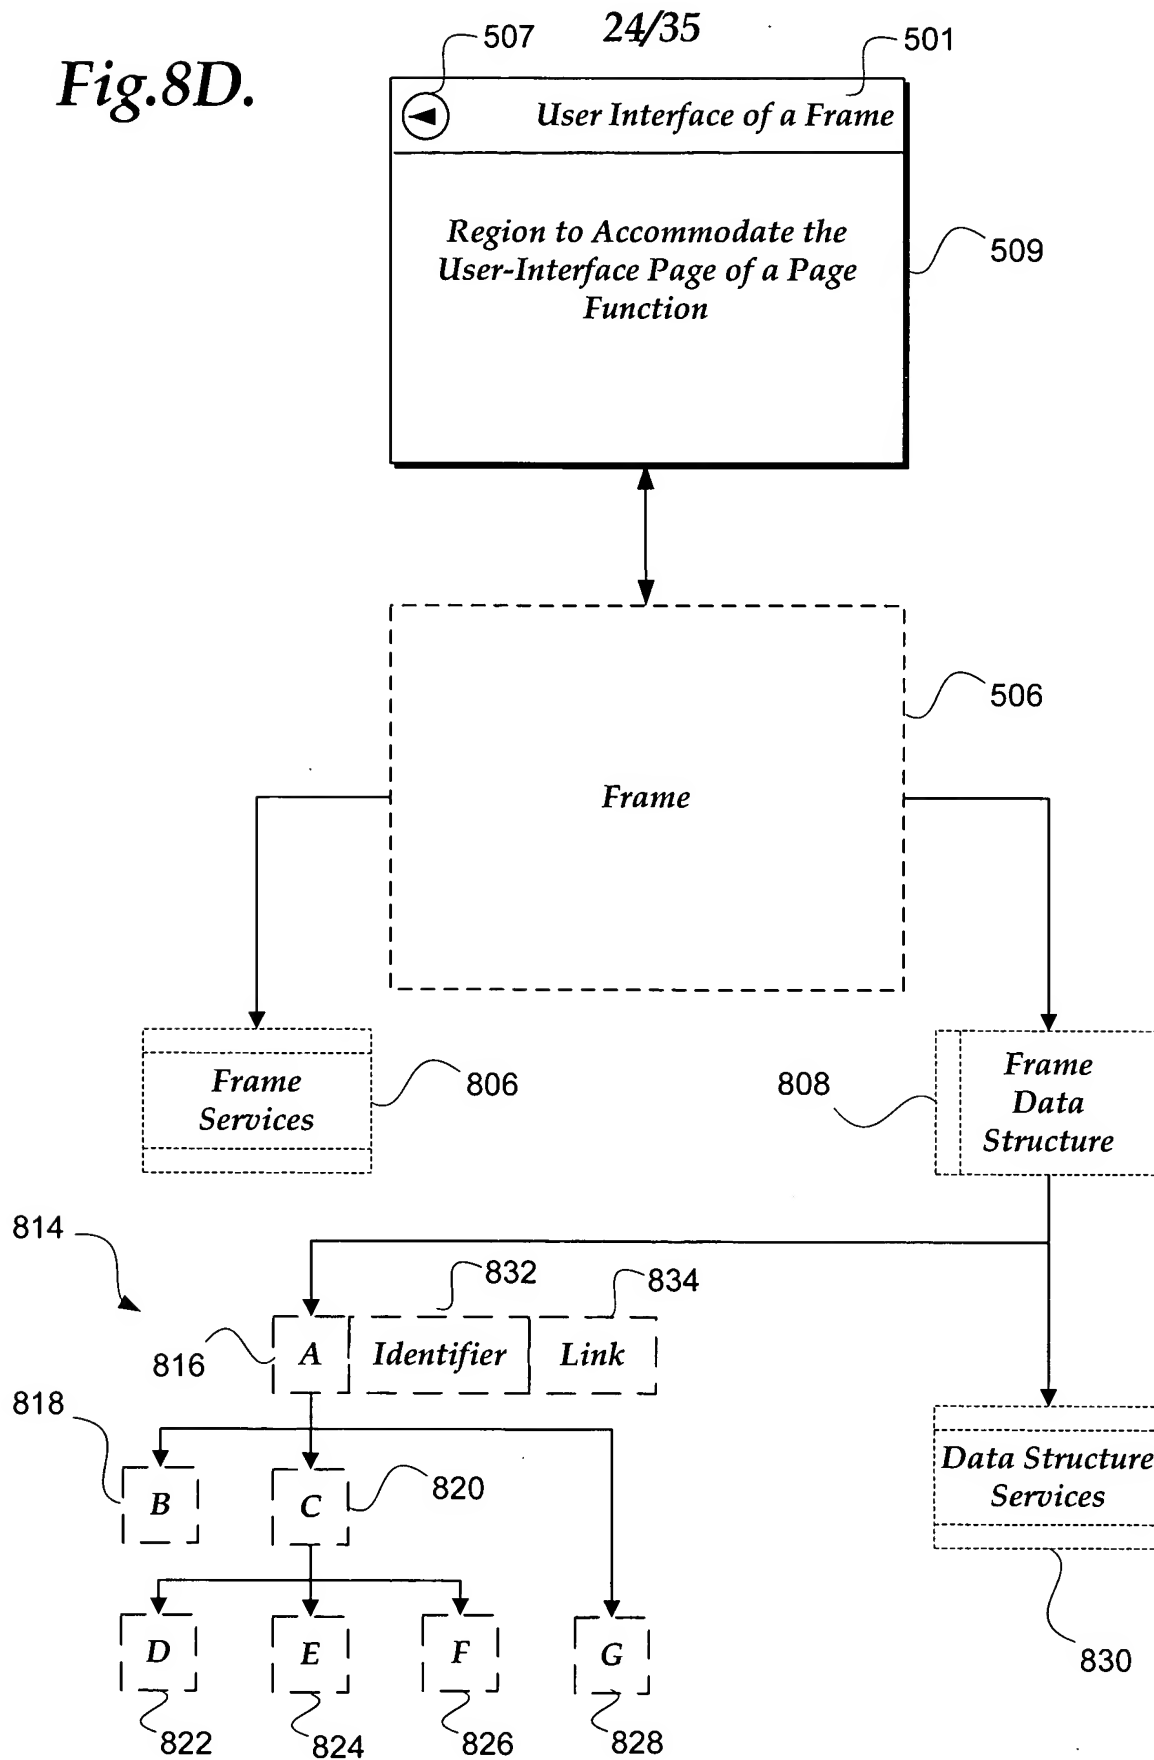 24/35
Fig.8D.
507
501
User Interface of a Frame
Region to Accommodate the
User-Interface Page of a Page
Function
509
506
Frame
Frame
Services
806
808
Frame
Data
Structure
814
832
834
816
A
Identifier
Link
818
B
C
820
Data Structure
Services
D
E
F
G
830
822
824
826
828